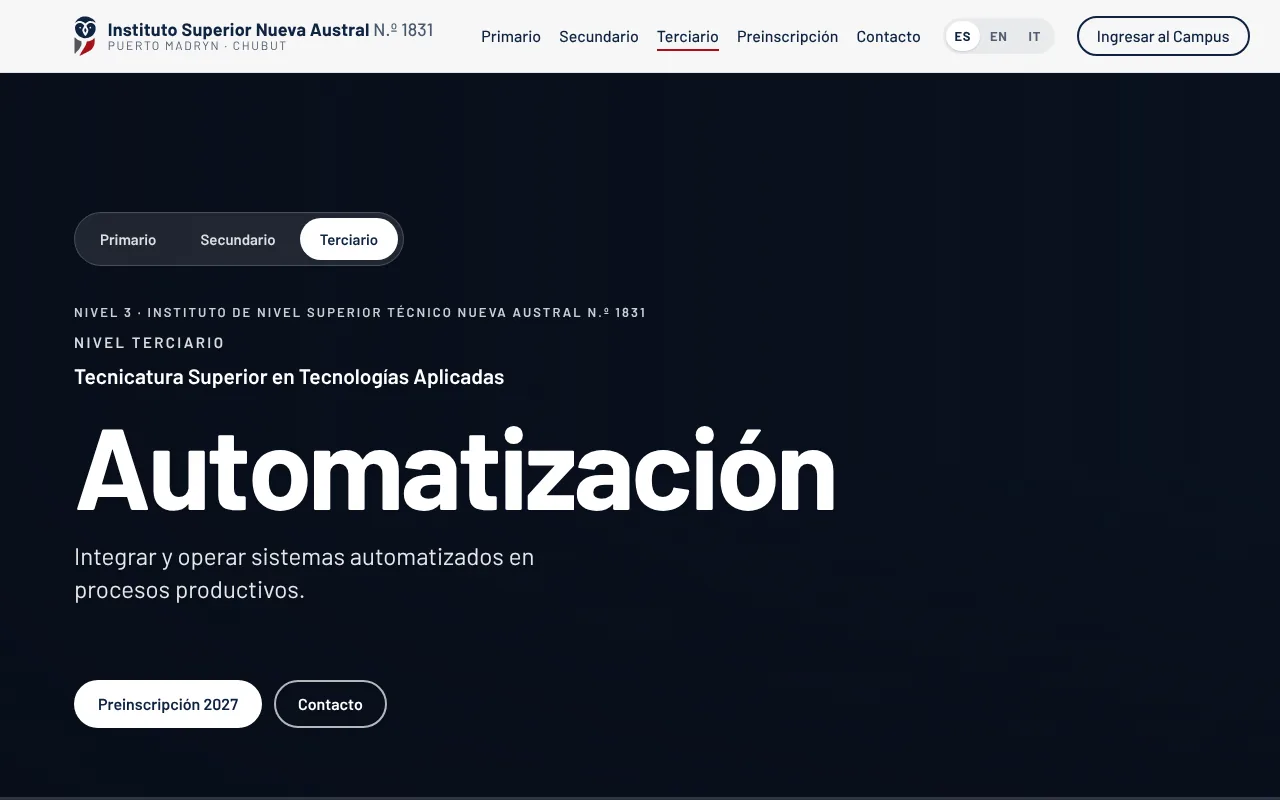 Instituto Superior Nueva Austral N.º 1831
PUERTO MADRYN · CHUBUT
Primario Secundario Terciario Preinscripción Contacto ES EN IT Ingresar al Campus
Primario Secundario Terciario
NIVEL 3 · INSTITUTO DE NIVEL SUPERIOR TÉCNICO NUEVA AUSTRAL N.º 1831
NIVEL TERCIARIO
Tecnicatura Superior en Tecnologías Aplicadas
Automatización
Integrar y operar sistemas automatizados en
procesos productivos.
Preinscripción 2027 Contacto